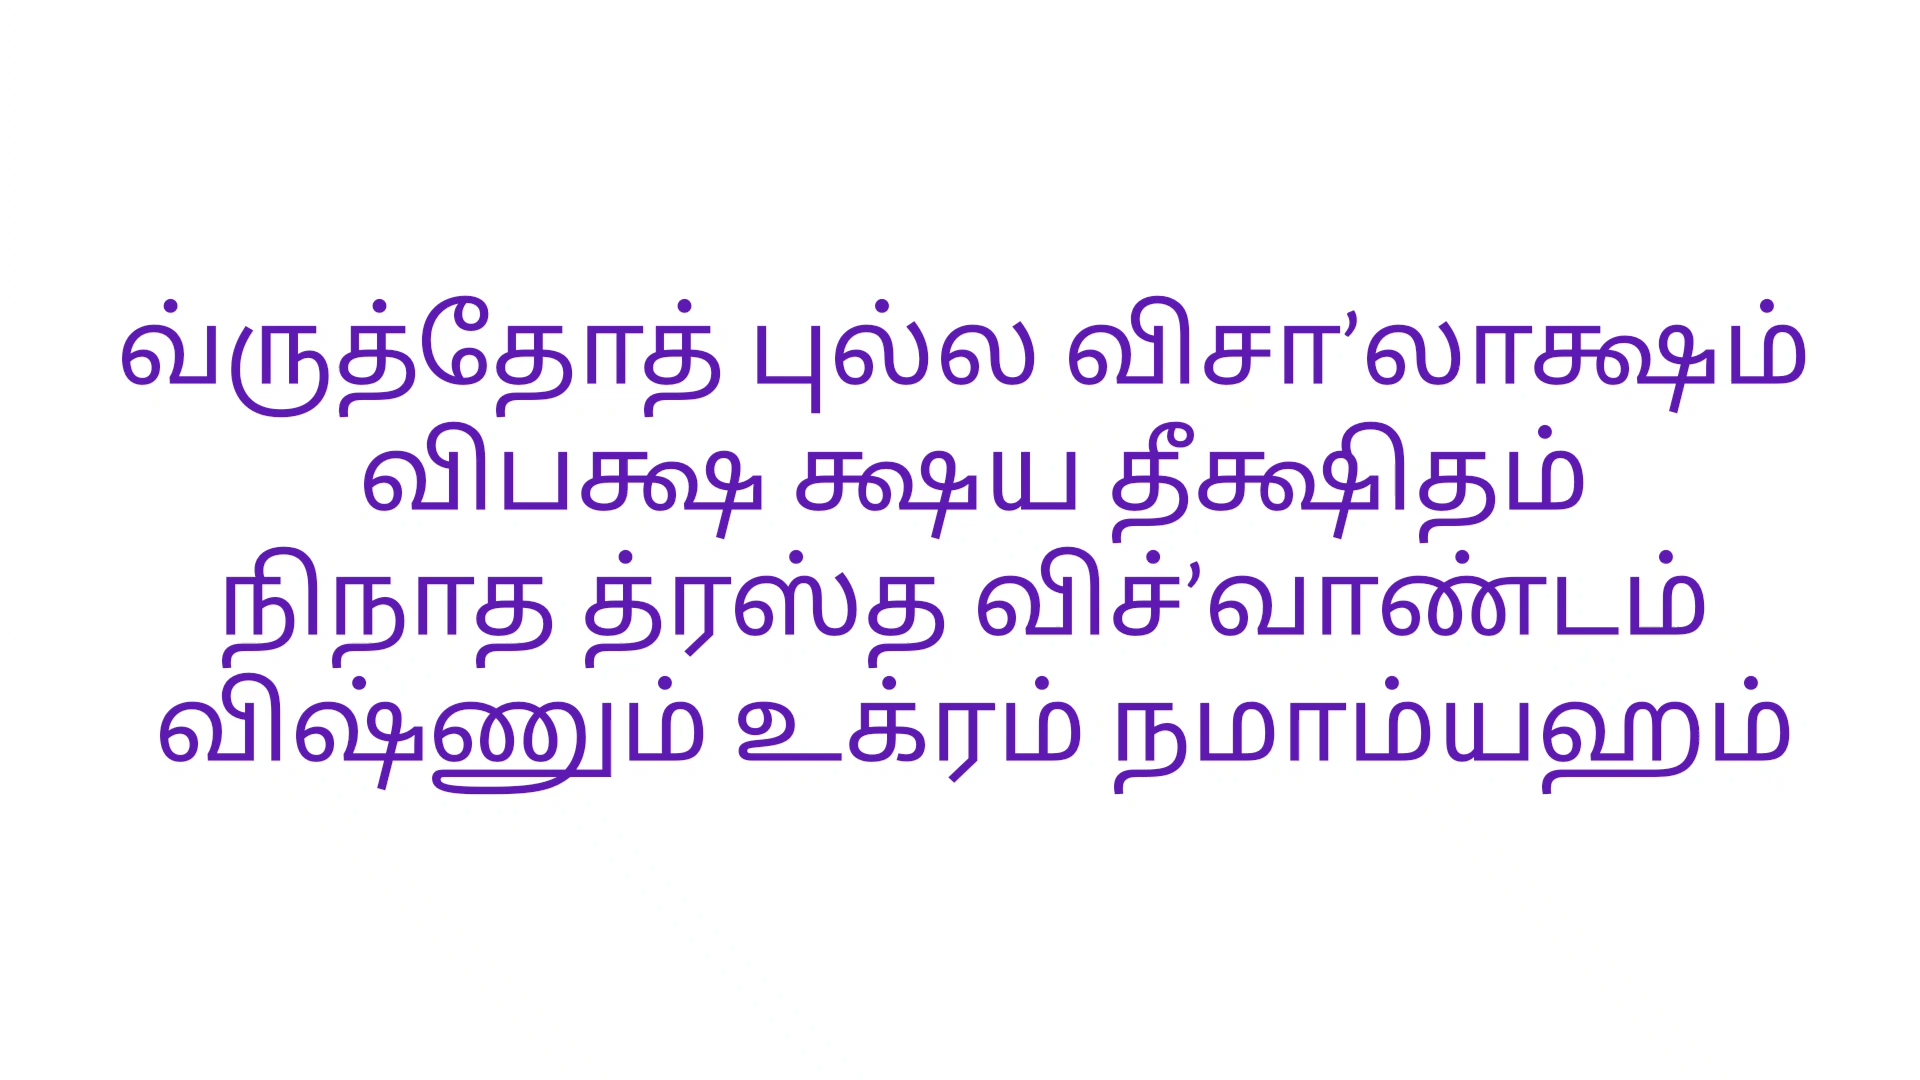 வ்ருத்தோத் புல்ல விசா’லாக்ஷம்
விபக்ஷ க்ஷய தீக்ஷிதம்
நிநாத த்ரஸ்த விச்’வாண்டம்
விஷ்ணும் உக்ரம் நமாம்யஹம்